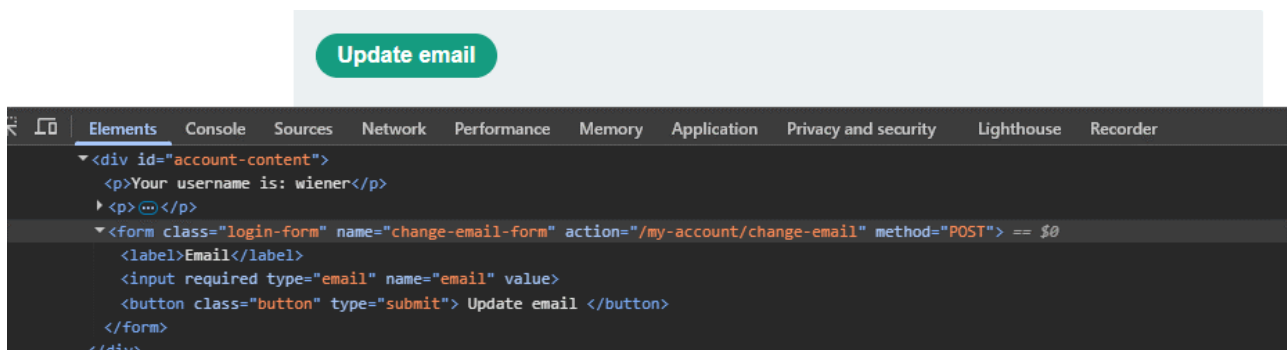 Update email
Elements Console Sources Network Performance Memory Application Privacy and security Lighthouse Recorder
<div id="account-content">
<p>Your username is: wiener</p>
<p>…</p>
<form class="login-form" name="change-email-form" action="/my-account/change-email" method="POST"> == $0
<label>Email</label>
<input required type="email" name="email" value>
<button class="button" type="submit"> Update email </button>
</form>
</div>